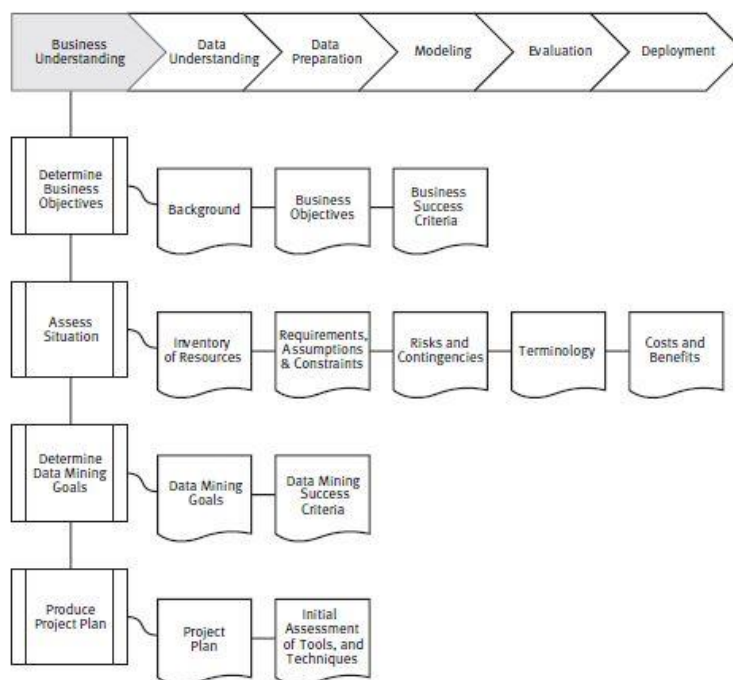 Business
Understanding
Data
Understanding
Data
Preparation
Modeling
Evaluation
Deployment
Determine
Business
Objectives
Background
Business
Objectives
Business
Success
Criteria
Assess
Situation
Inventory
of Resources
Requirements,
Assumptions
& Constraints
Risks and
Contingencies
Terminology
Costs and
Benefits
Determine
Data Mining
Goals
Data Mining
Goals
Data Mining
Success
Criteria
Produce
Project Plan
Project
Plan
Initial
Assessment
of Tools, and
Techniques